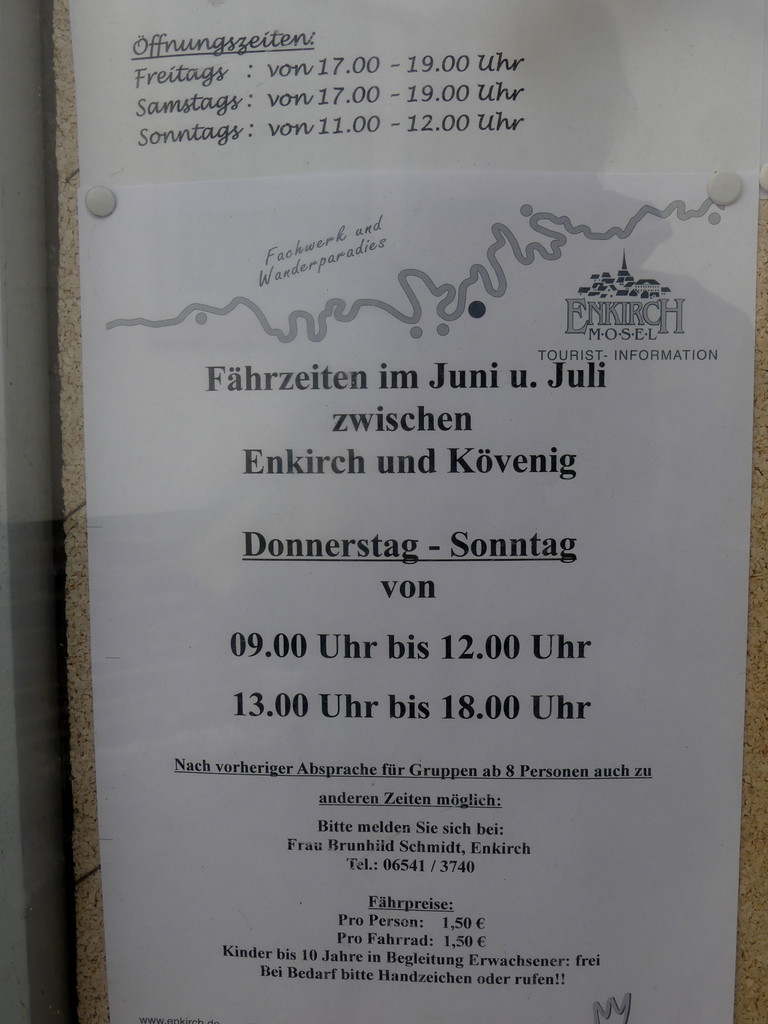 Öffnungszeiten:
Freitags : von 17.00 - 19.00 Uhr
Samstags : von 17.00 - 19.00 Uhr
Sonntags : von 11.00 - 12.00 Uhr
Fachwerk und
Wanderparadies
ENKIRCH
M·O·S·E·L
TOURIST- INFORMATION
Fährzeiten im Juni u. Juli
zwischen
Enkirch und Kövenig
Donnerstag - Sonntag
von
09.00 Uhr bis 12.00 Uhr
13.00 Uhr bis 18.00 Uhr
Nach vorheriger Absprache für Gruppen ab 8 Personen auch zu
anderen Zeiten möglich:
Bitte melden Sie sich bei:
Frau Brunhild Schmidt, Enkirch
Tel.: 06541 / 3740
Fährpreise:
Pro Person: 1,50 €
Pro Fahrrad: 1,50 €
Kinder bis 10 Jahre in Begleitung Erwachsener: frei
Bei Bedarf bitte Handzeichen oder rufen!!
www.enkirch.de